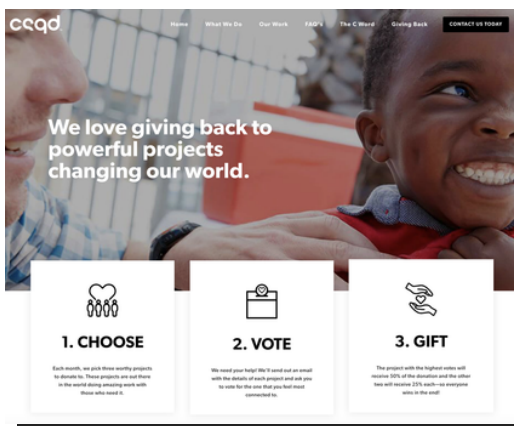 ccqd.
Home What We Do Our Work FAQ's The C Word Giving Back CONTACT US TODAY
We love giving back to
powerful projects
changing our world.
1. CHOOSE
Each month, we pick three worthy projects
to donate to. These projects are out there
in the world doing amazing work with
those who need it.
2. VOTE
We need your help! We'll send out an email
with the details of each project and ask you
to vote for the one that you feel most
connected to.
3. GIFT
The project with the highest votes will
receive 50% of the donation and the other
two will receive 25% each—so everyone
wins in the end!